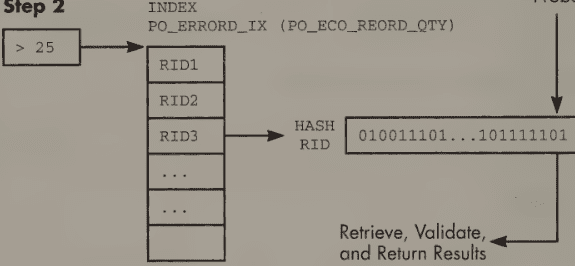 Step 2
INDEX
PO_ERRORD_IX (PO_ECO_REORD_QTY)
> 25
RID1
RID2
RID3
...
...
HASH
RID
010011101...101111101
Retrieve, Validate,
and Return Results